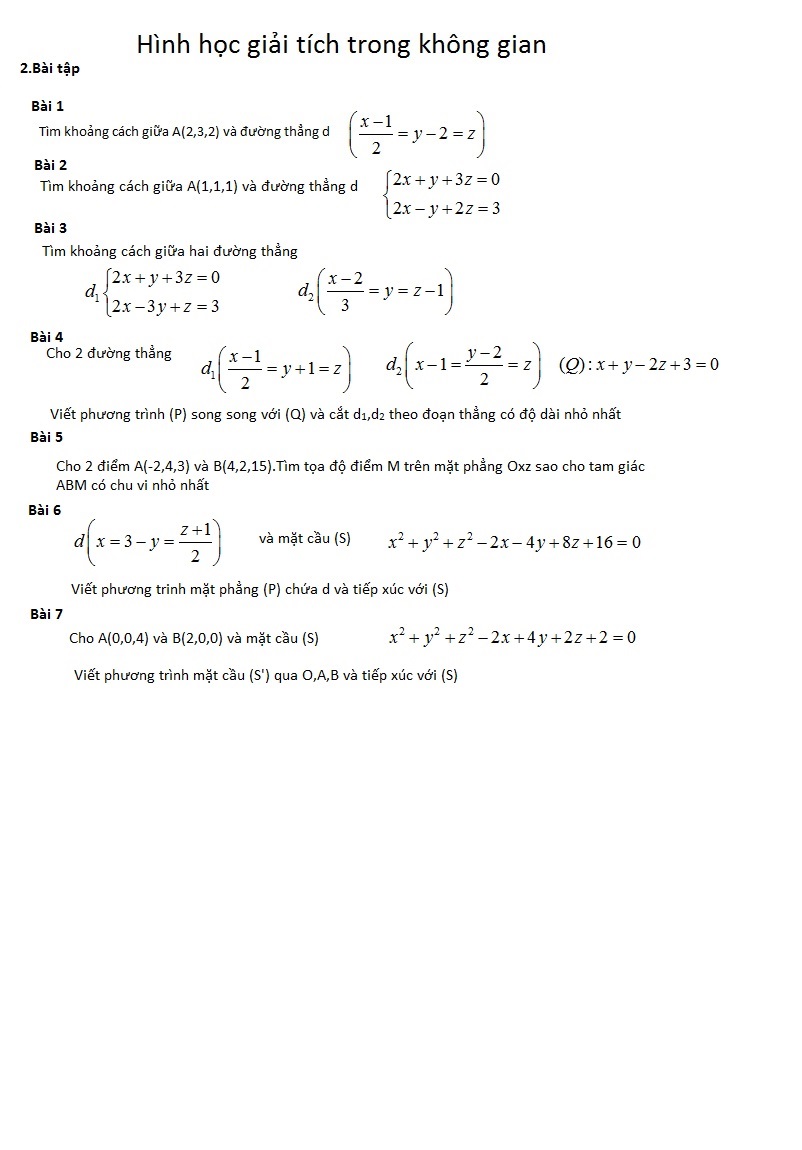 Hình học giải tích trong không gian
2.Bài tập
Bài 1
Tìm khoảng cách giữa A(2,3,2) và đường thẳng d \left(\frac{x-1}{2}=y-2=z\right)
Bài 2
Tìm khoảng cách giữa A(1,1,1) và đường thẳng d \begin{cases}2x+y+3z=0\\2x-y+2z=3\end{cases}
Bài 3
Tìm khoảng cách giữa hai đường thẳng
d_1\begin{cases}2x+y+3z=0\\2x-3y+z=3\end{cases} d_2\left(\frac{x-2}{3}=y=z-1\right)
Bài 4
Cho 2 đường thẳng d_1\left(\frac{x-1}{2}=y+1=z\right) d_2\left(x-1=\frac{y-2}{2}=z\right) (Q):x+y-2z+3=0
Viết phương trình (P) song song với (Q) và cắt d₁,d₂ theo đoạn thẳng có độ dài nhỏ nhất
Bài 5
Cho 2 điểm A(-2,4,3) và B(4,2,15).Tìm tọa độ điểm M trên mặt phẳng Oxz sao cho tam giác
ABM có chu vi nhỏ nhất
Bài 6
d\left(x=3-y=\frac{z+1}{2}\right) và mặt cầu (S) x^2+y^2+z^2-2x-4y+8z+16=0
Viết phương trinh mặt phẳng (P) chứa d và tiếp xúc với (S)
Bài 7
Cho A(0,0,4) và B(2,0,0) và mặt cầu (S) x^2+y^2+z^2-2x+4y+2z+2=0
Viết phương trình mặt cầu (S') qua O,A,B và tiếp xúc với (S)